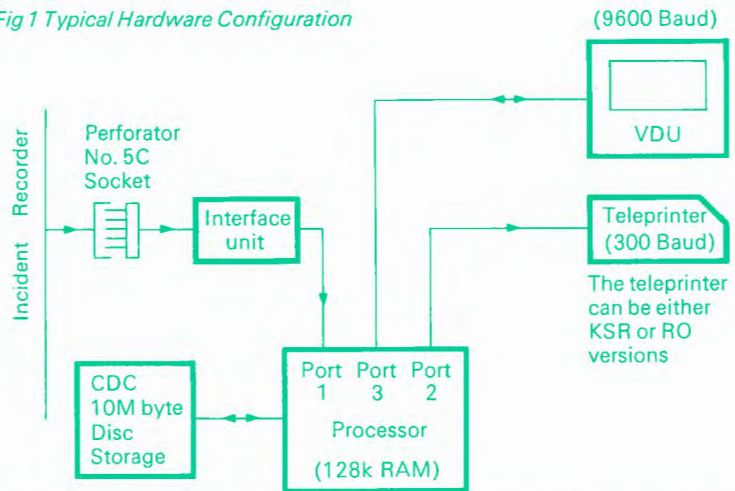 Fig 1 Typical Hardware Configuration
(9600 Baud)
VDU
Incident Recorder
Perforator
No. 5C
Socket
Interface
unit
Teleprinter
(300 Baud)
The teleprinter
can be either
KSR or RO
versions
CDC
10M byte
Disc
Storage
Port Port Port
1 3 2
Processor
(128k RAM)